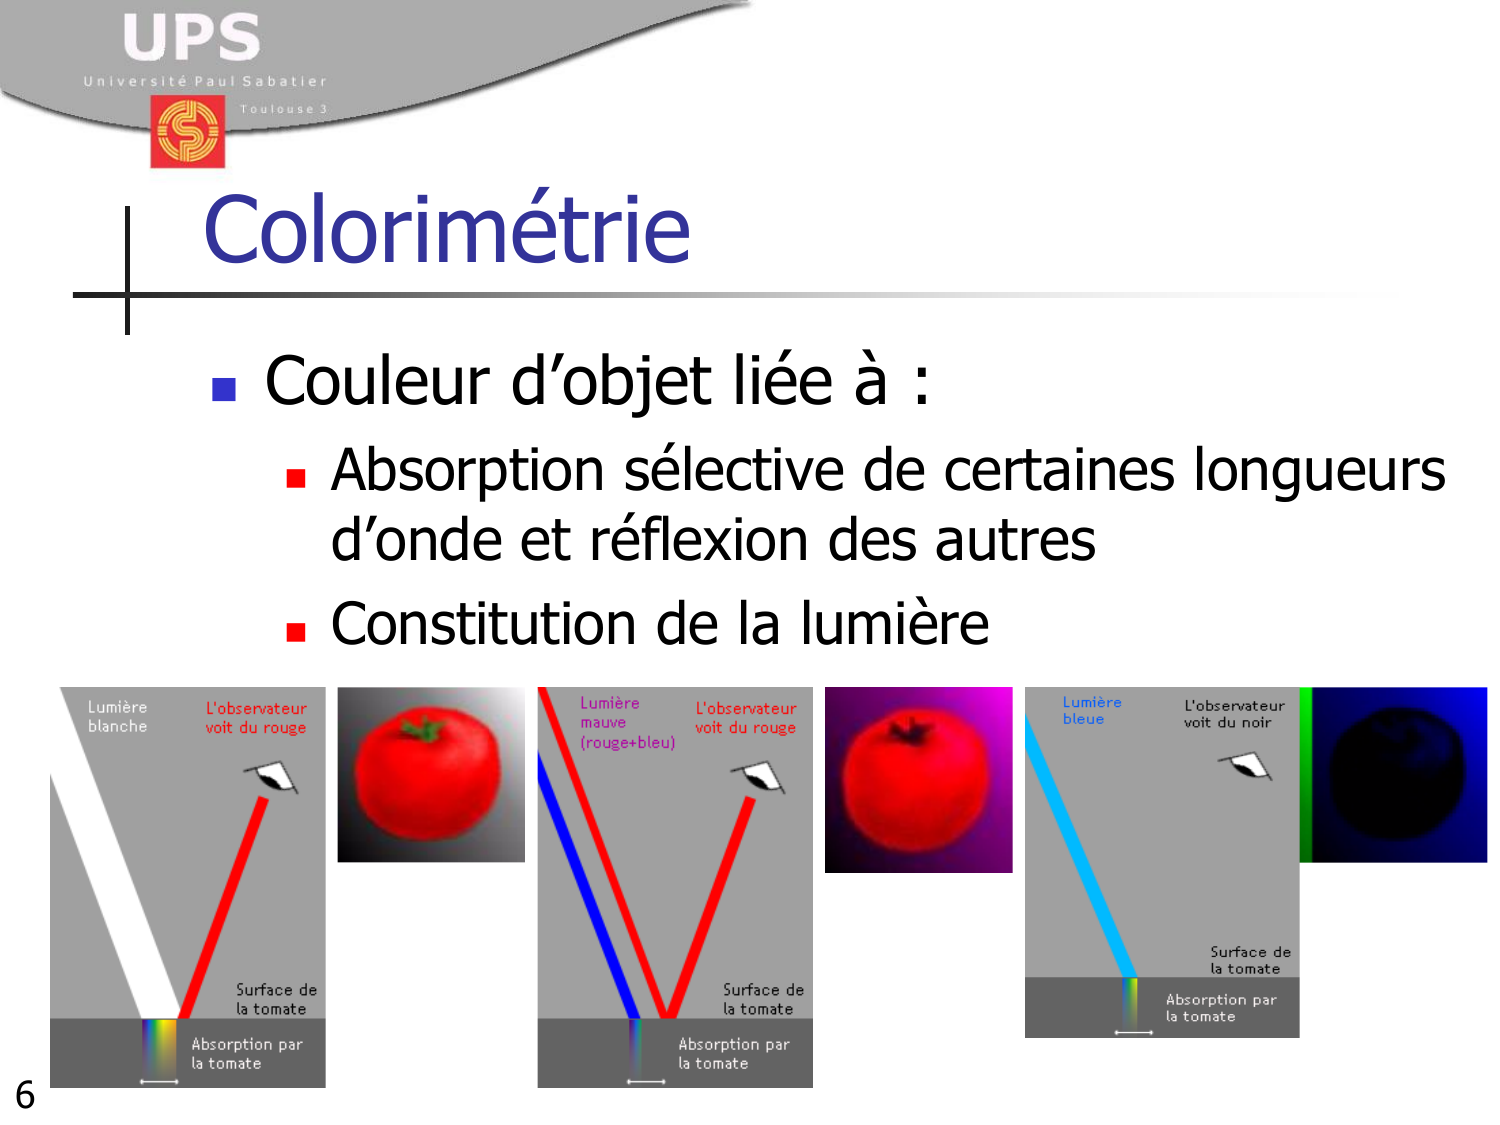 UPS
Université Paul Sabatier
Toulouse 3
Colorimétrie
Couleur d’objet liée à :
Absorption sélective de certaines longueurs
d’onde et réflexion des autres
Constitution de la lumière
Lumière
blanche
L'observateur
voit du rouge
Surface de
la tomate
Absorption par
la tomate
Lumière
mauve
(rouge+bleu)
L'observateur
voit du rouge
Surface de
la tomate
Absorption par
la tomate
Lumière
bleue
L'observateur
voit du noir
Surface de
la tomate
Absorption par
la tomate
6